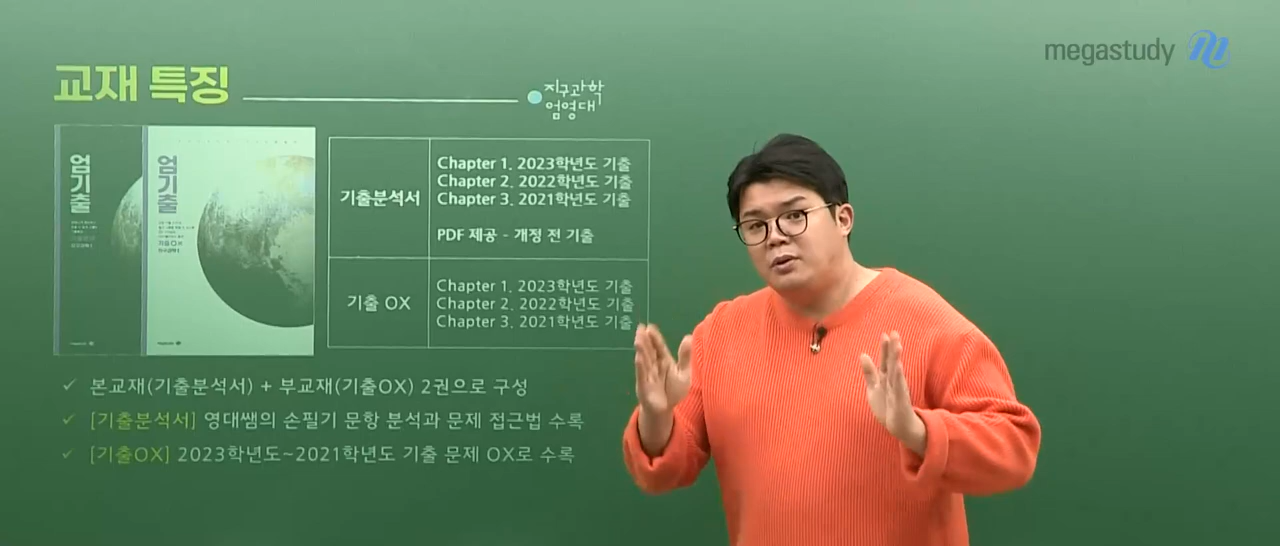 megastudy
교재 특징
지구과학
엄영대
엄기출
엄기출
기출분석서
Chapter 1. 2023학년도 기출
Chapter 2. 2022학년도 기출
Chapter 3. 2021학년도 기출
PDF 제공 - 개정 전 기출
기출 OX
Chapter 1. 2023학년도 기출
Chapter 2. 2022학년도 기출
Chapter 3. 2021학년도 기출
✓ 본교재(기출분석서) + 부교재(기출OX) 2권으로 구성
✓ [기출분석서] 영대쌤의 손필기 문항 분석과 문제 접근법 수록
✓ [기출OX] 2023학년도~2021학년도 기출 문제 OX로 수록